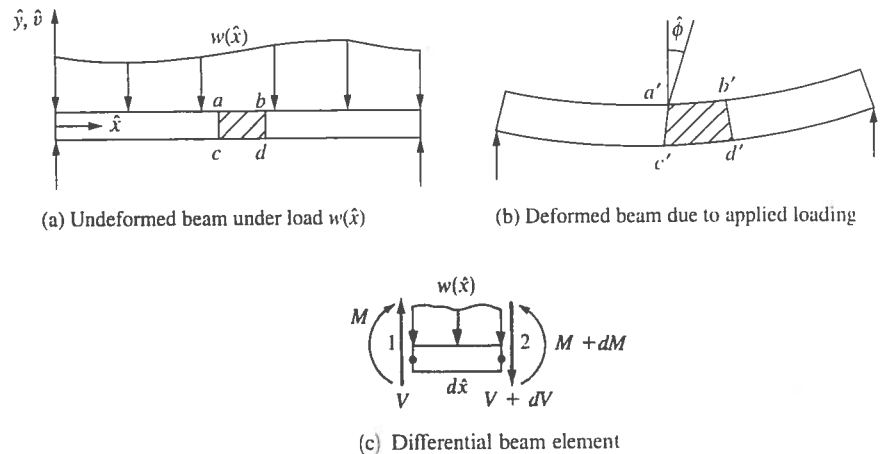 ŷ, v̂
w(x̂)
a b
x̂
c d
(a) Undeformed beam under load w(x̂)
ϕ̂
a′ b′
c′ d′
(b) Deformed beam due to applied loading
w(x̂)
M 1 2 M + dM
V dx̂ V + dV
(c) Differential beam element